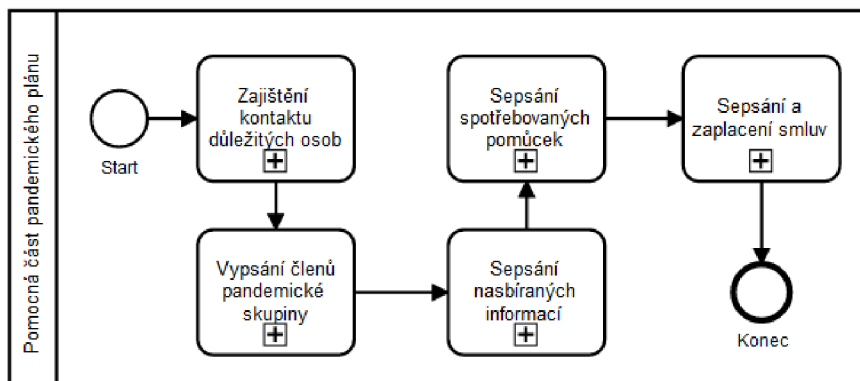 Pomocná část pandemického plánu
Start
Zajištění
kontaktu
důležitých osob
Vypsání členů
pandemické
skupiny
Sepsání
nasbíraných
informací
Sepsání
spotřebovaných
pomůcek
Sepsání a
zaplacení smluv
Konec